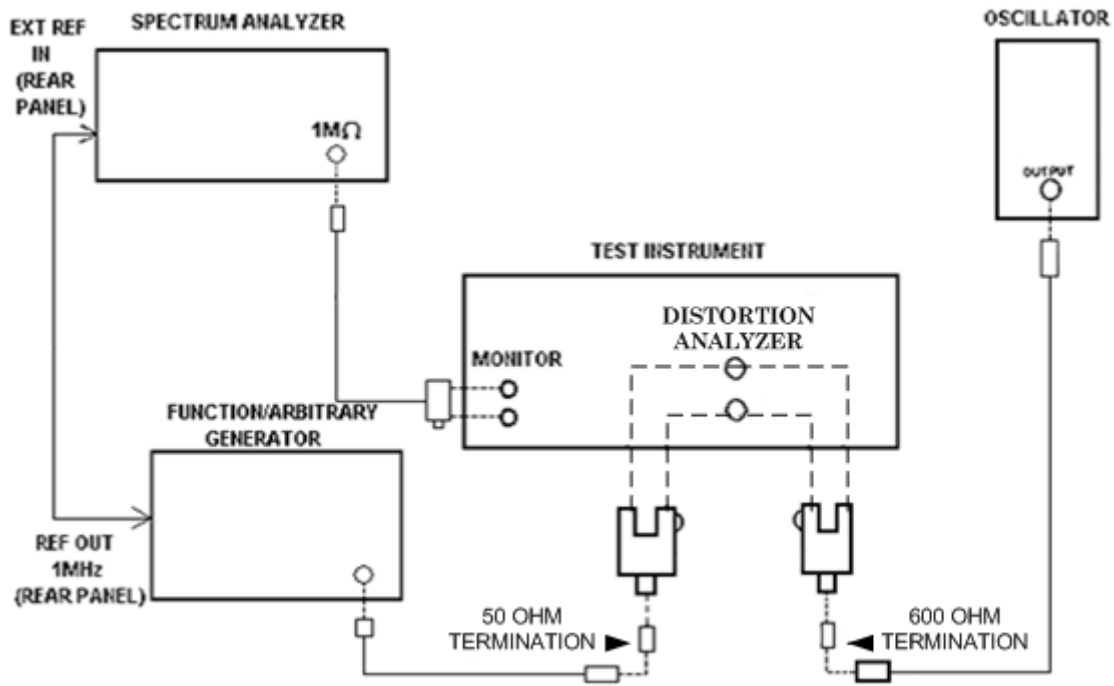 EXT REF
IN
(REAR
PANEL)
SPECTRUM ANALYZER
1MΩ
OSCILLATOR
OUTPUT
TEST INSTRUMENT
DISTORTION
ANALYZER
MONITOR
FUNCTION/ARBITRARY
GENERATOR
REF OUT
1MHz
(REAR PANEL)
50 OHM
TERMINATION
600 OHM
TERMINATION